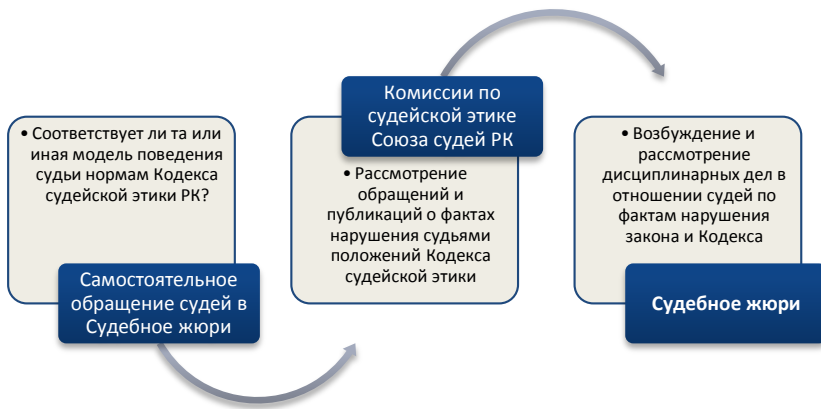 • Соответствует ли та или
иная модель поведения
судьи нормам Кодекса
судейской этики РК?
Самостоятельное
обращение судей в
Судебное жюри
Комиссии по
судейской этике
Союза судей РК
• Рассмотрение
обращений и
публикаций о фактах
нарушения судьями
положений Кодекса
судейской этики
• Возбуждение и
рассмотрение
дисциплинарных дел в
отношении судей по
фактам нарушения
закона и Кодекса
Судебное жюри